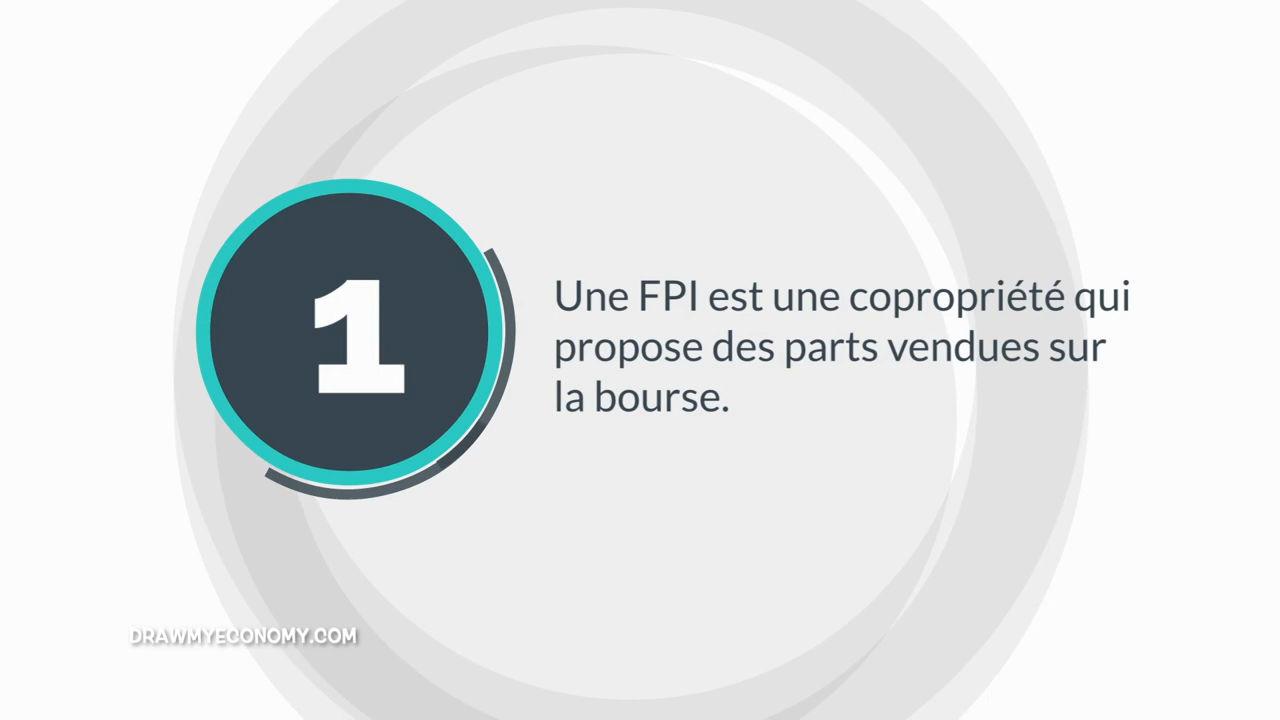 1
Une FPI est une copropriété qui
propose des parts vendues sur
la bourse.
DRAWMYECONOMY.COM